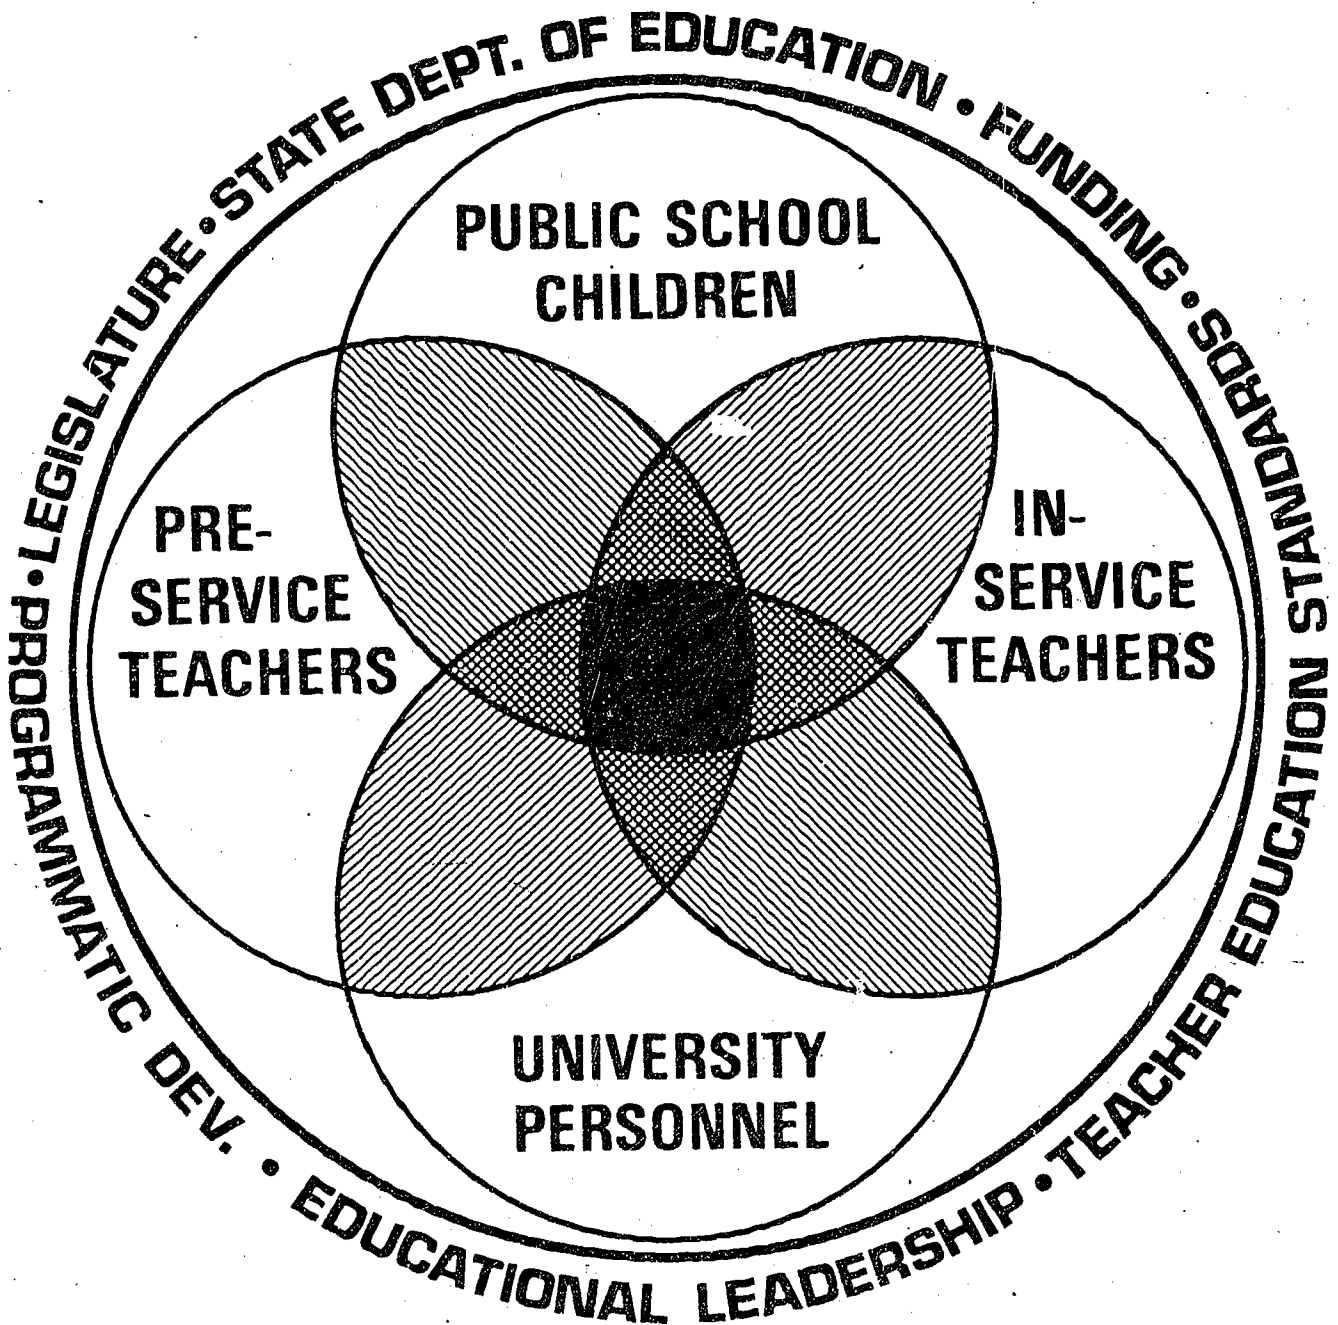 LEGISLATURE • STATE DEPT. OF EDUCATION • FUNDING •
PUBLIC SCHOOL
CHILDREN
PRE-
SERVICE
TEACHERS
IN-
SERVICE
TEACHERS
UNIVERSITY
PERSONNEL
• PROGRAMMATIC DEV. • EDUCATIONAL LEADERSHIP • TEACHER EDUCATION STANDARDS